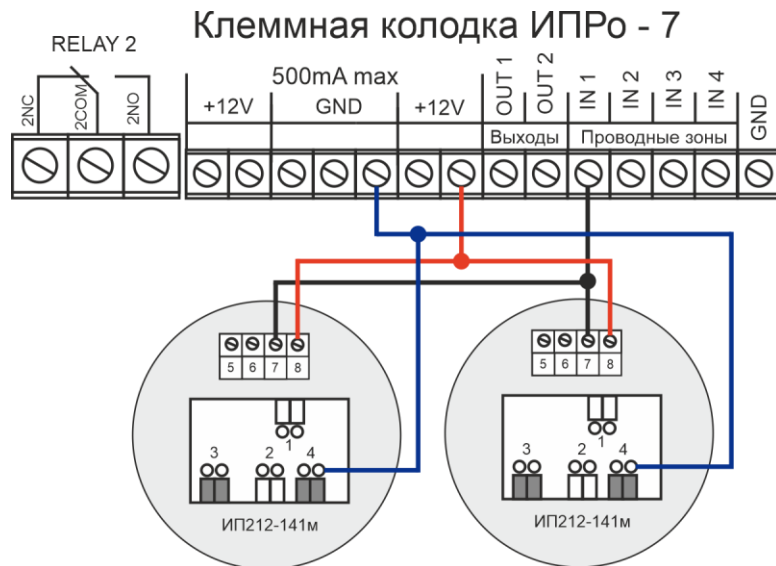 Клеммная колодка ИПРо - 7
RELAY 2
2NC
2COM
2NO
500mA max
+12V
GND
+12V
OUT 1
OUT 2
IN 1
IN 2
IN 3
IN 4
GND
Выходы
Проводные зоны
5 6 7 8
1
3 2 4
ИП212-141м
5 6 7 8
1
3 2 4
ИП212-141м